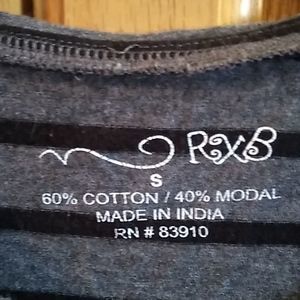 RXB
S
60% COTTON / 40% MODAL
MADE IN INDIA
RN # 83910